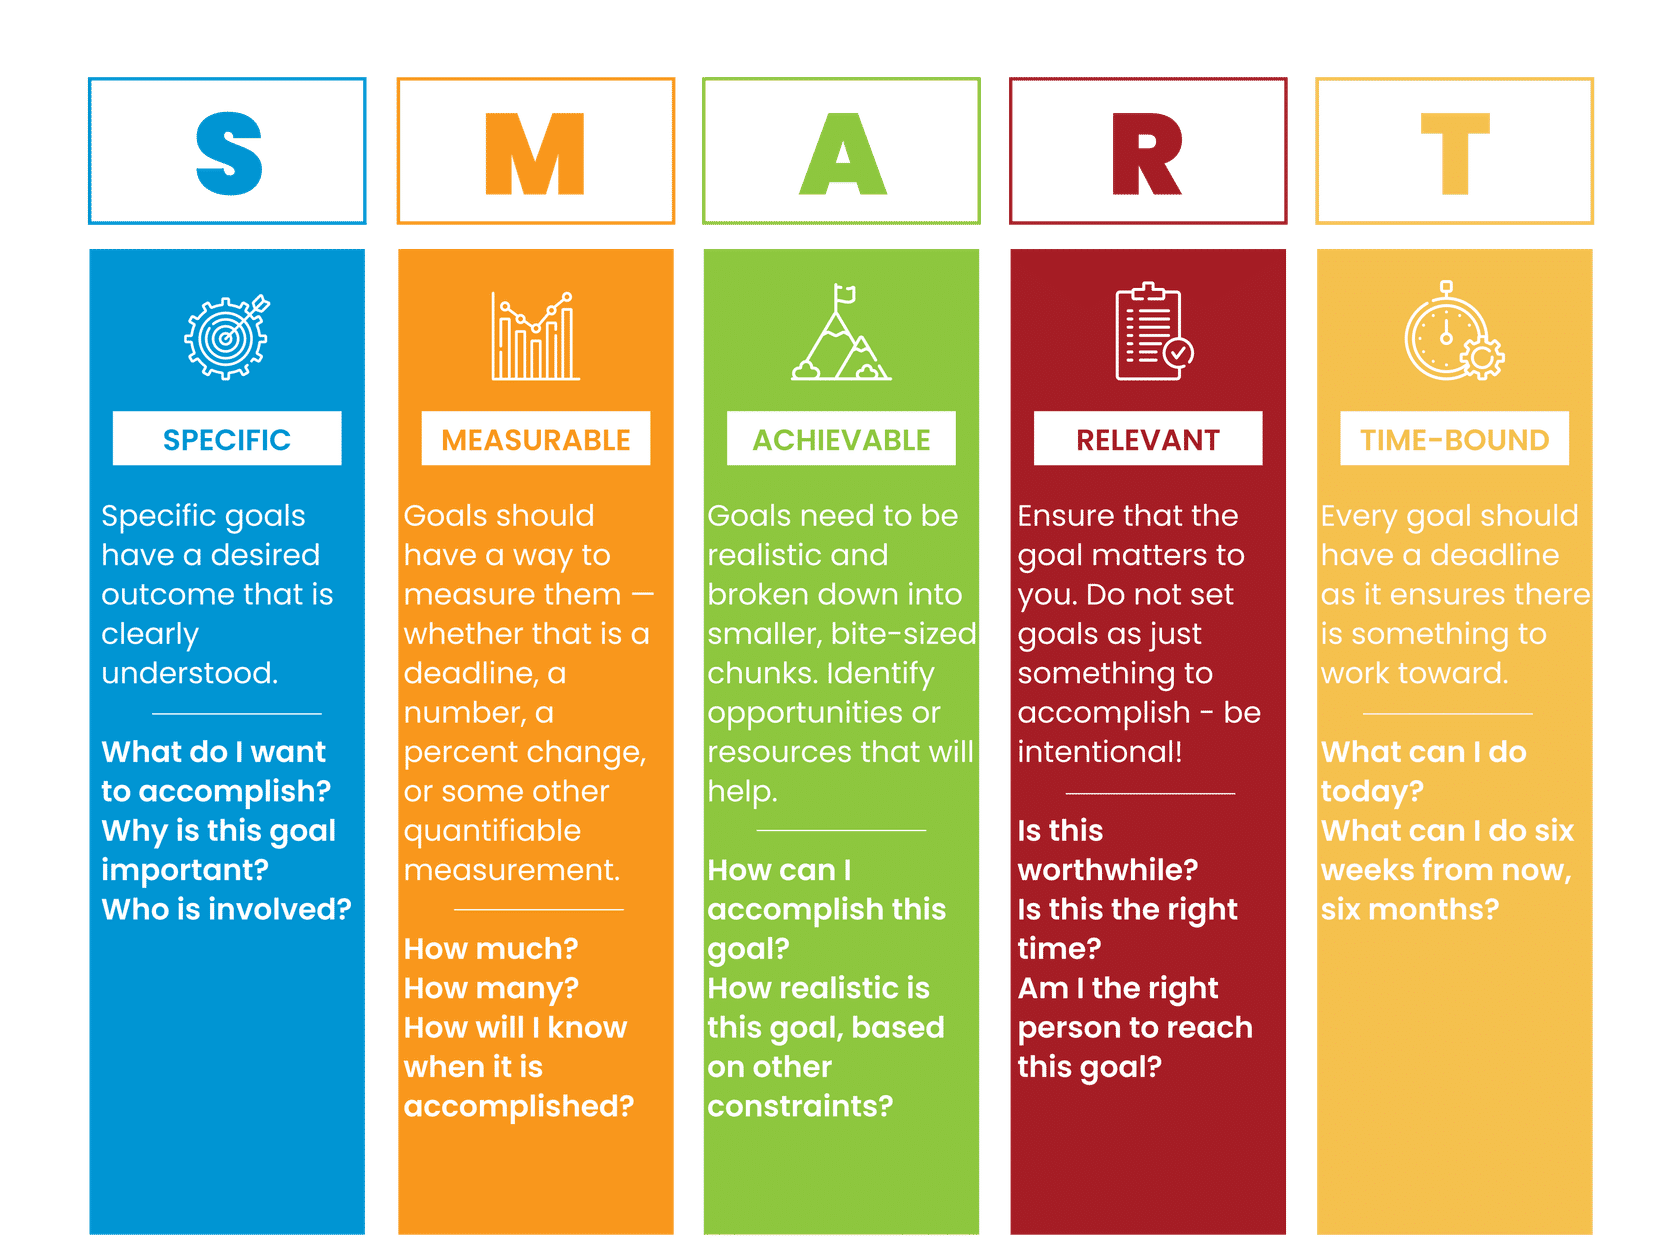 S
M
A
R
T
SPECIFIC
Specific goals
have a desired
outcome that is
clearly
understood.
What do I want
to accomplish?
Why is this goal
important?
Who is involved?
MEASURABLE
Goals should
have a way to
measure them —
whether that is a
deadline, a
number, a
percent change,
or some other
quantifiable
measurement.
How much?
How many?
How will I know
when it is
accomplished?
ACHIEVABLE
Goals need to be
realistic and
broken down into
smaller, bite-sized
chunks. Identify
opportunities or
resources that will
help.
How can I
accomplish this
goal?
How realistic is
this goal, based
on other
constraints?
RELEVANT
Ensure that the
goal matters to
you. Do not set
goals as just
something to
accomplish - be
intentional!
Is this
worthwhile?
Is this the right
time?
Am I the right
person to reach
this goal?
TIME-BOUND
Every goal should
have a deadline
as it ensures there
is something to
work toward.
What can I do
today?
What can I do six
weeks from now,
six months?